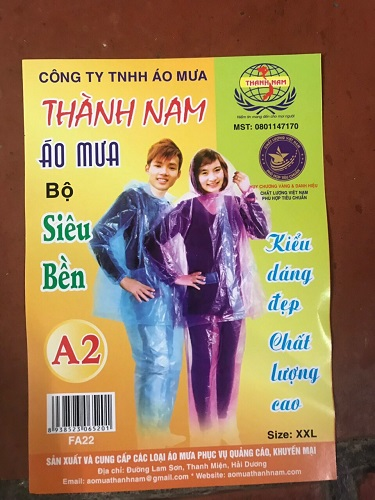 CÔNG TY TNHH ÁO MƯA
THÀNH NAM
ÁO MƯA
Bộ
Siêu
Bền
A2
THÀNH NAM
MST: 0801147170
CHẤT LƯỢNG VIỆT NAM
PHÙ HỢP TIÊU CHUẨN
Kiểu
dáng
đẹp
Chất
lượng
cao
8 938523 065201
FA22
Size: XXL
SẢN XUẤT VÀ CUNG CẤP CÁC LOẠI ÁO MƯA PHỤC VỤ QUẢNG CÁO, KHUYẾN MẠI
Địa chỉ: Đường Lam Sơn, Thanh Miện, Hải Dương
Email: aomuathanhnam@gmail.com * Website: aomuathanhnam.com